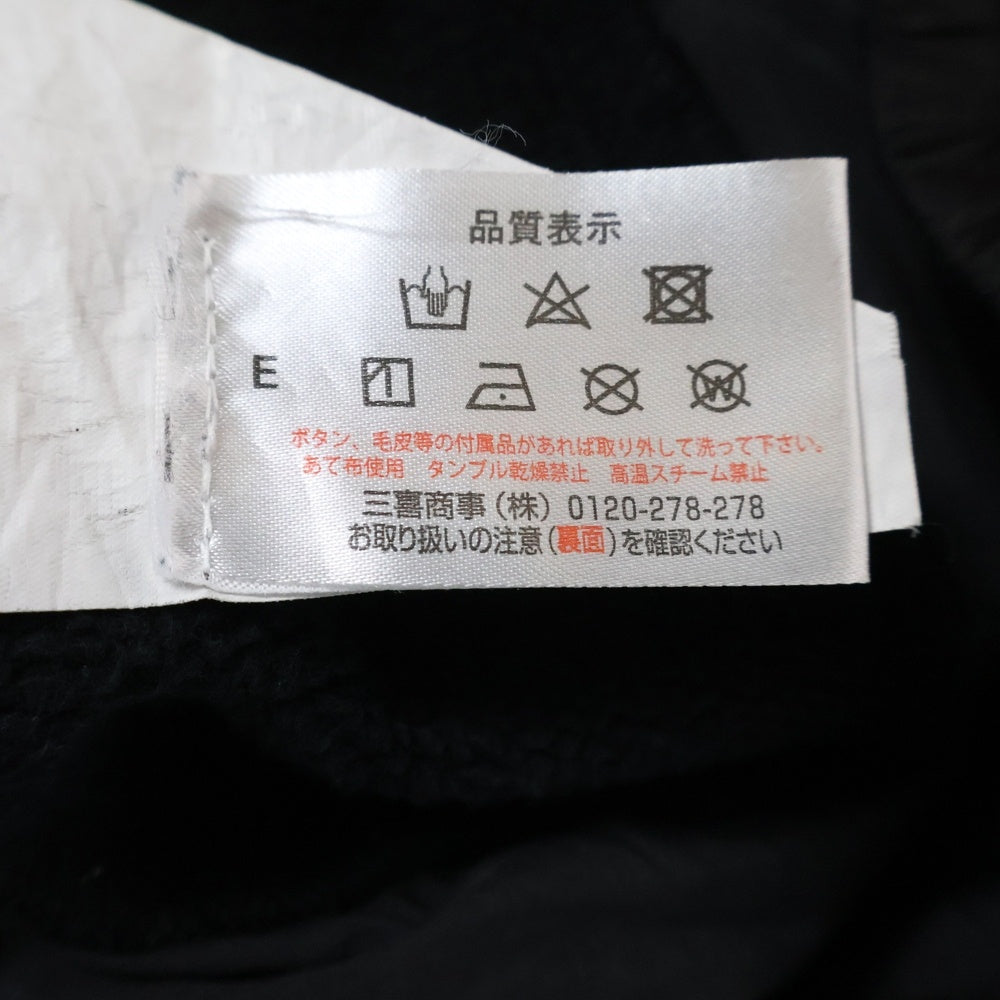 品質表示
E
ボタン、毛皮等の付属品があれば取り外して洗って下さい。
あて布使用 タンブル乾燥禁止 高温スチーム禁止
三喜商事(株) 0120-278-278
お取り扱いの注意(裏面)を確認ください